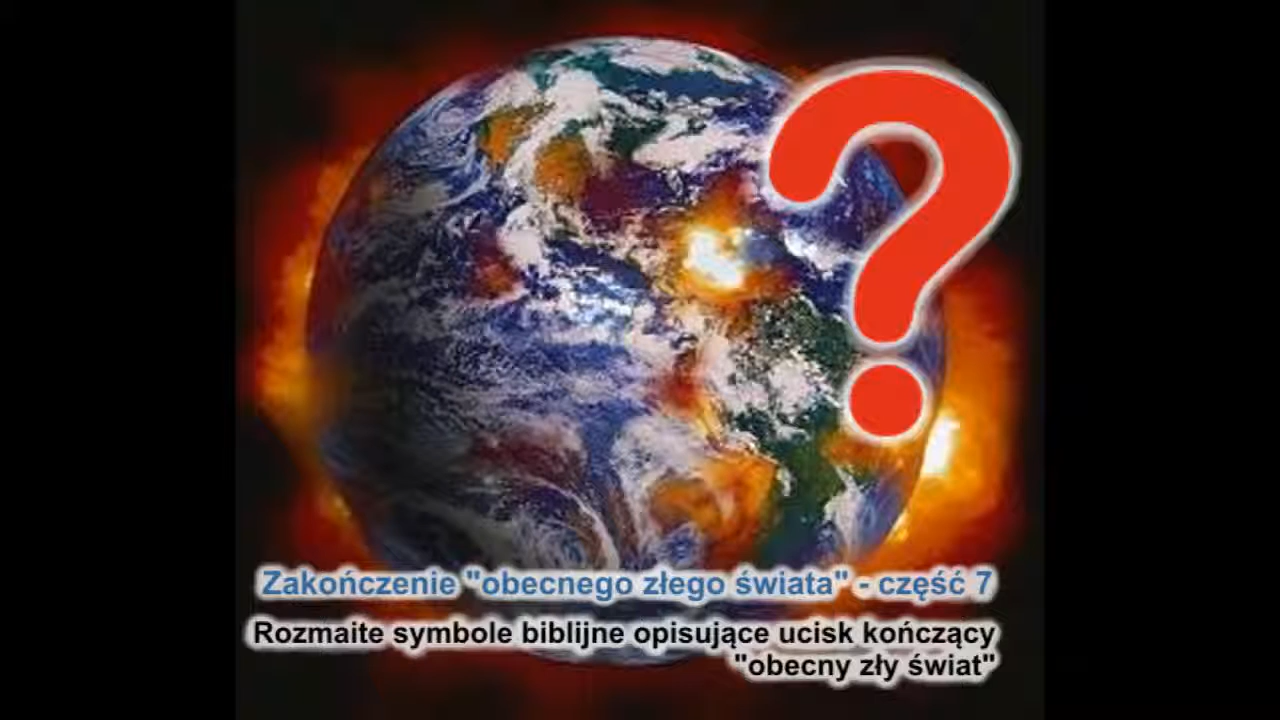 ?
Zakończenie "obecnego złego świata" - część 7
Rozmaite symbole biblijne opisujące ucisk kończący
"obecny zły świat"